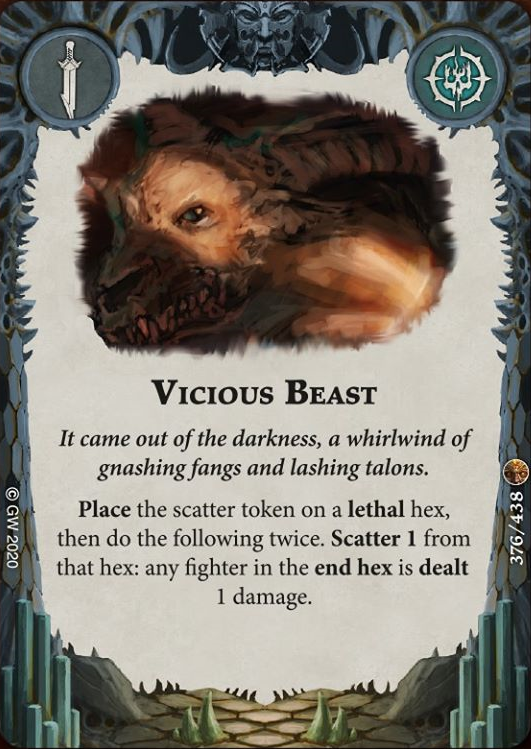 Vicious Beast
It came out of the darkness, a whirlwind of
gnashing fangs and lashing talons.
Place the scatter token on a lethal hex,
then do the following twice. Scatter 1 from
that hex: any fighter in the end hex is dealt
1 damage.
© GW 2020
376/438